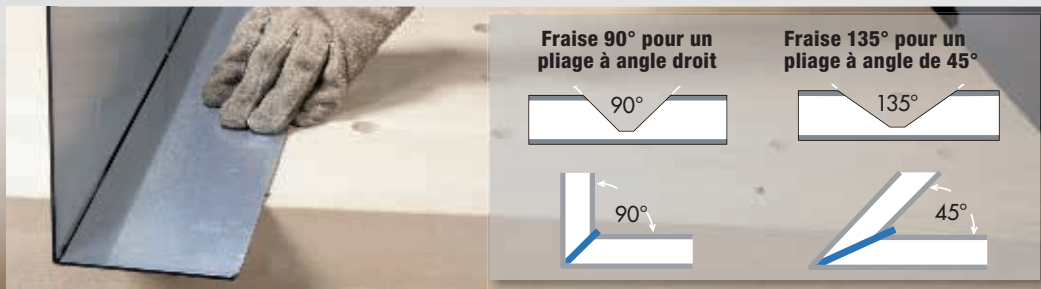 Fraise 90° pour un
pliage à angle droit
90°
90°
Fraise 135° pour un
pliage à angle de 45°
135°
45°